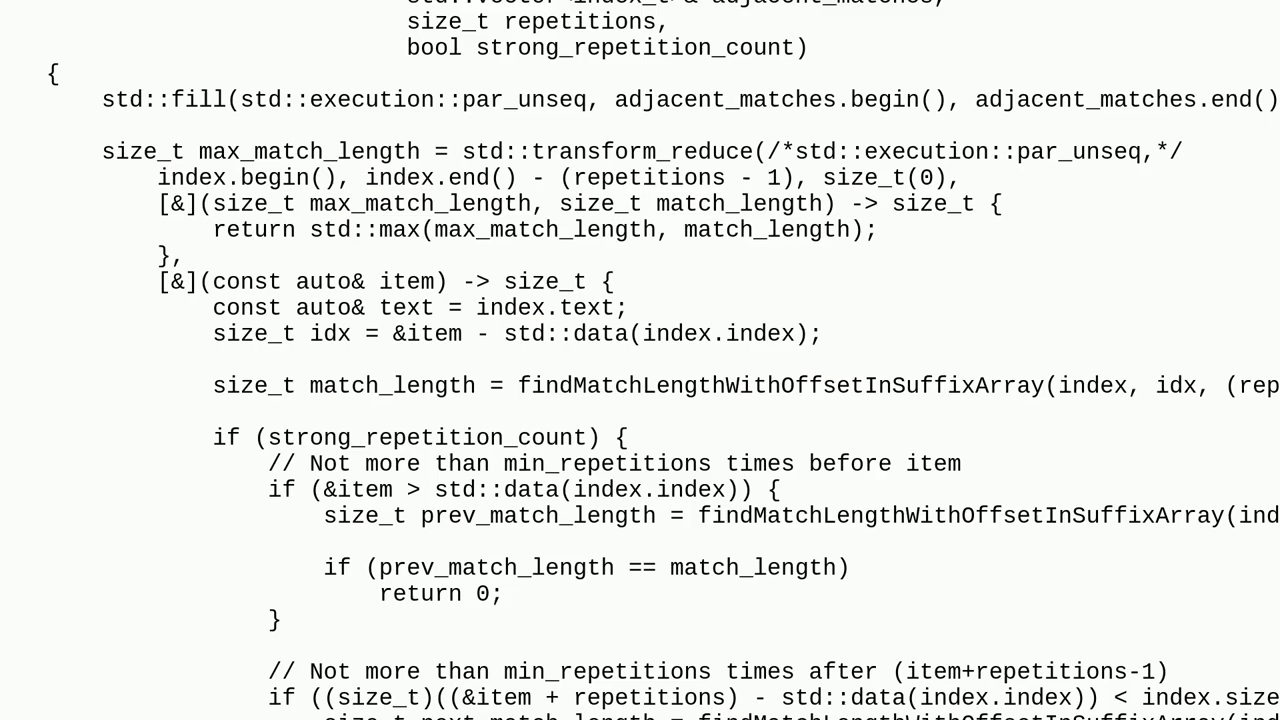 size_t repetitions,
bool strong_repetition_count)
{
std::fill(std::execution::par_unseq, adjacent_matches.begin(), adjacent_matches.end()
size_t max_match_length = std::transform_reduce(/*std::execution::par_unseq,*/
index.begin(), index.end() - (repetitions - 1), size_t(0),
[&](size_t max_match_length, size_t match_length) -> size_t {
return std::max(max_match_length, match_length);
},
[&](const auto& item) -> size_t {
const auto& text = index.text;
size_t idx = &item - std::data(index.index);
size_t match_length = findMatchLengthWithOffsetInSuffixArray(index, idx, (rep
if (strong_repetition_count) {
// Not more than min_repetitions times before item
if (&item > std::data(index.index)) {
size_t prev_match_length = findMatchLengthWithOffsetInSuffixArray(ind
if (prev_match_length == match_length)
return 0;
}
// Not more than min_repetitions times after (item+repetitions-1)
if ((size_t)((&item + repetitions) - std::data(index.index)) < index.size